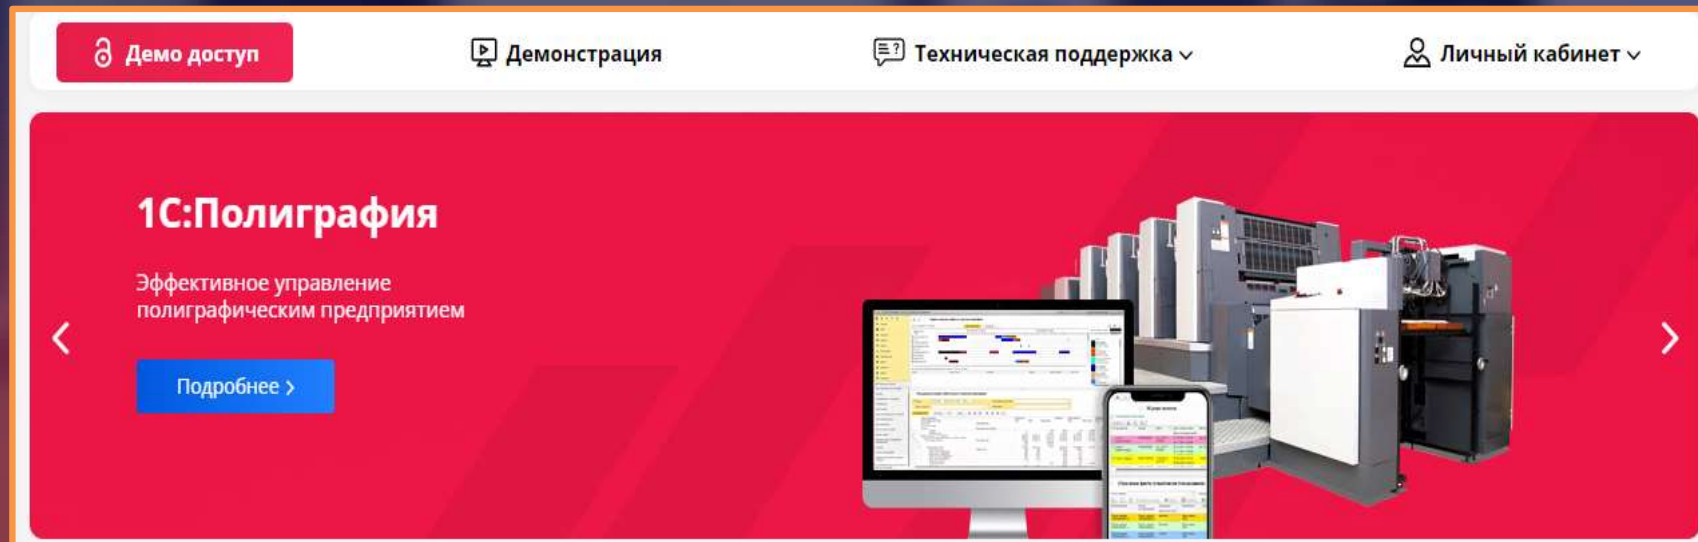 Демо доступ
Демонстрация
Техническая поддержка
Личный кабинет
1С:Полиграфия
Эффективное управление
полиграфическим предприятием
Подробнее